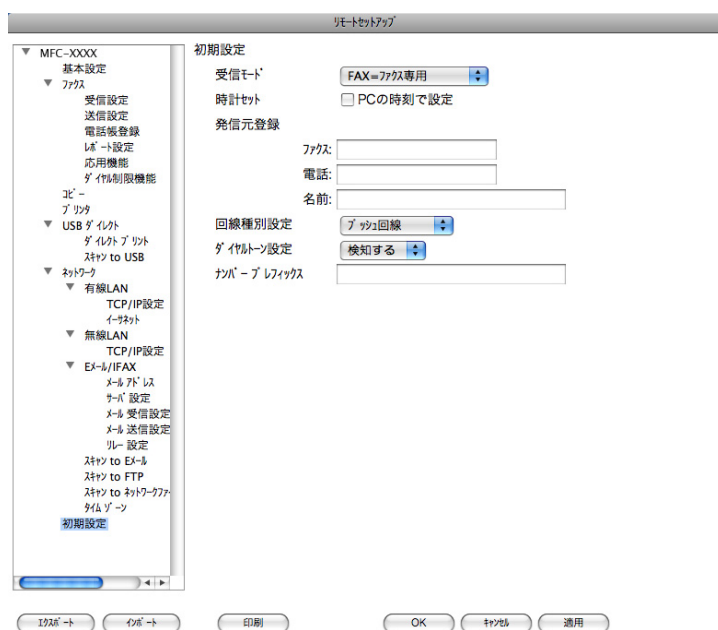 ﾘﾓｰﾄｾｯﾄｱｯﾌﾟ
MFC-XXXX
基本設定
ﾌｧｸｽ
受信設定
送信設定
電話帳登録
ﾚﾎﾟｰﾄ設定
応用機能
ﾀﾞｲﾔﾙ制限機能
ｺﾋﾟｰ
ﾌﾟﾘﾝﾀ
USB ﾀﾞｲﾚｸﾄ
ﾀﾞｲﾚｸﾄ ﾌﾟﾘﾝﾄ
ｽｷｬﾝ to USB
ﾈｯﾄﾜｰｸ
有線LAN
TCP/IP設定
ｲｰｻﾈｯﾄ
無線LAN
TCP/IP設定
Eﾒｰﾙ/IFAX
ﾒｰﾙ ｱﾄﾞﾚｽ
ｻｰﾊﾞ 設定
ﾒｰﾙ 受信設定
ﾒｰﾙ 送信設定
ﾘﾚｰ 設定
ｽｷｬﾝ to Eﾒｰﾙ
ｽｷｬﾝ to FTP
ｽｷｬﾝ to ﾈｯﾄﾜｰｸﾌｧ
ﾀｲﾑ ｿﾞｰﾝ
初期設定
初期設定
受信ﾓｰﾄﾞ FAX=ﾌｧｸｽ専用
時計ｾｯﾄ PCの時刻で設定
発信元登録
ﾌｧｸｽ:
電話:
名前:
回線種別設定 ﾌﾟｯｼｭ回線
ﾀﾞｲﾔﾙﾄｰﾝ設定 検知する
ﾅﾝﾊﾞｰ ﾌﾟﾚﾌｨｯｸｽ
ｴｸｽﾎﾟｰﾄ ｲﾝﾎﾟｰﾄ 印刷 OK ｷｬﾝｾﾙ 適用